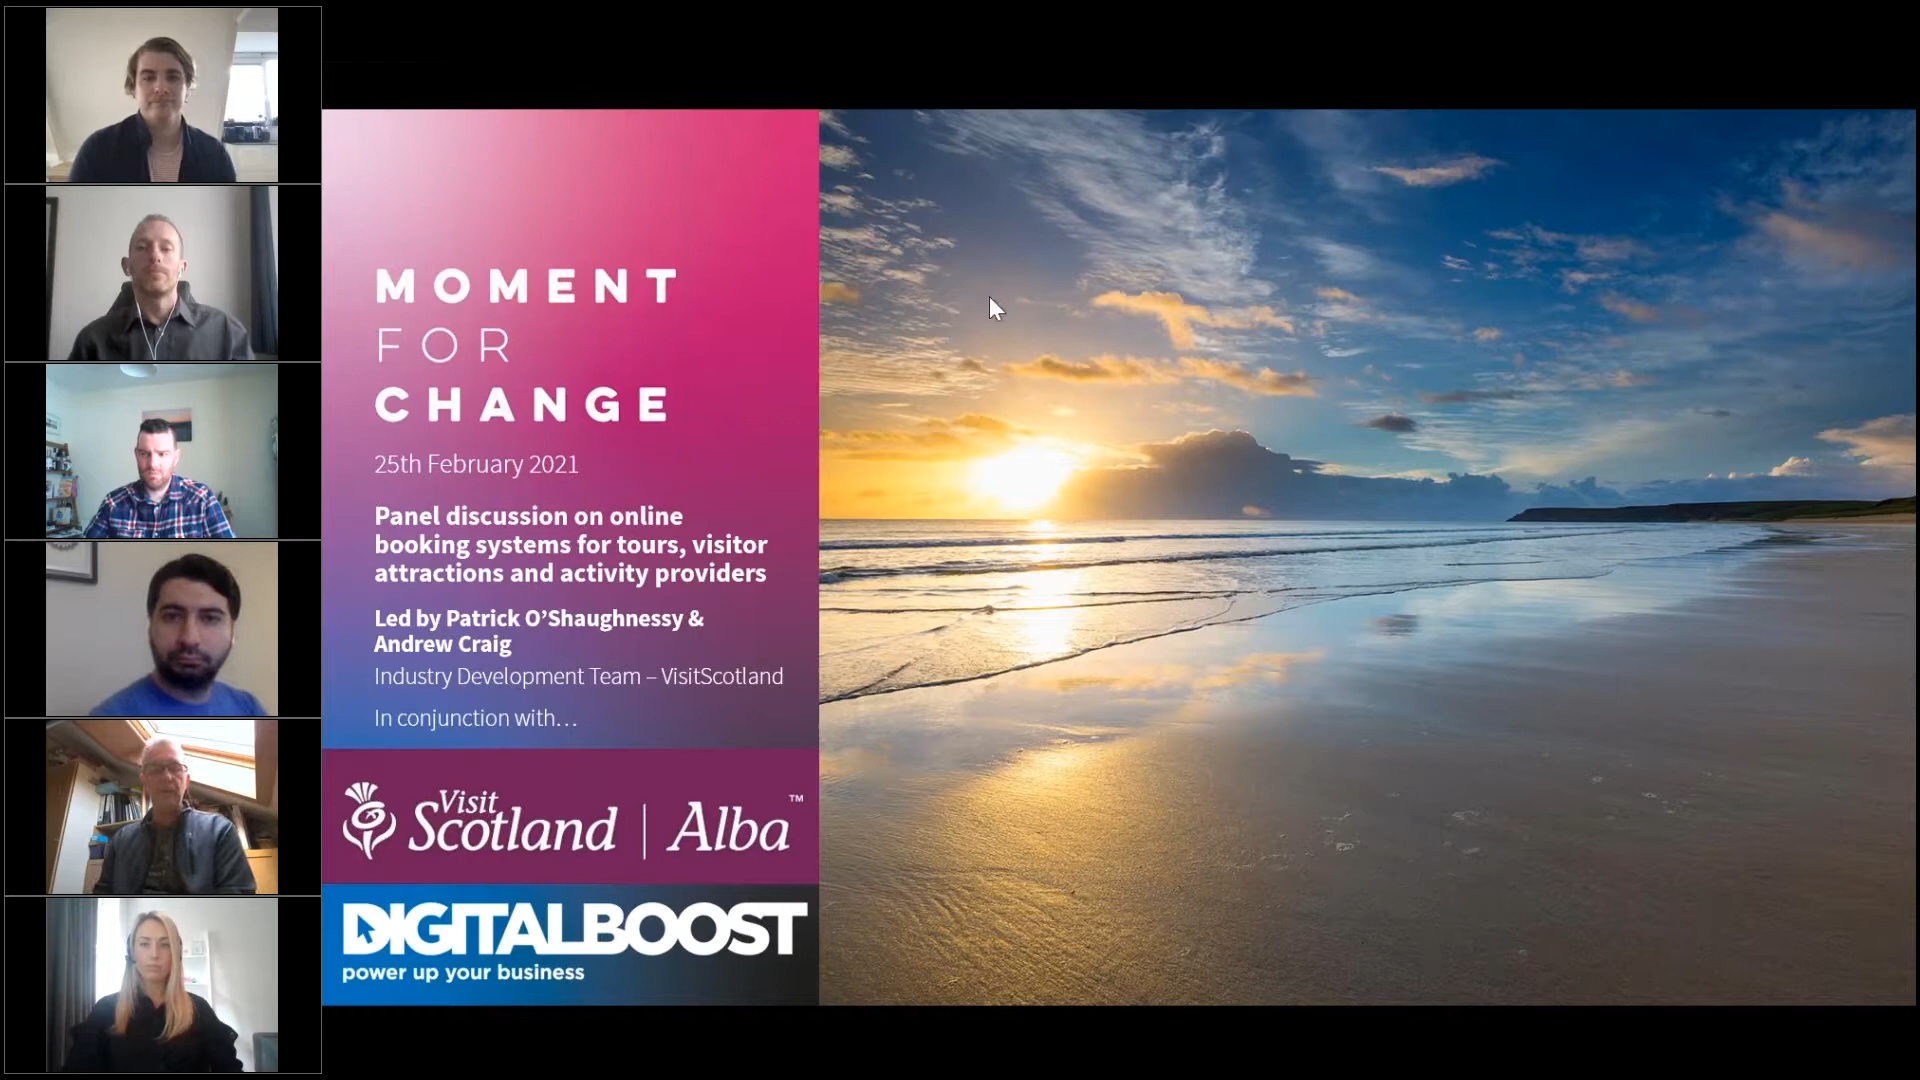 MOMENT
FOR
CHANGE
25th February 2021
Panel discussion on online
booking systems for tours, visitor
attractions and activity providers
Led by Patrick O’Shaughnessy &
Andrew Craig
Industry Development Team – VisitScotland
In conjunction with…
Visit
Scotland | Alba ™
DIGITALBOOST
power up your business